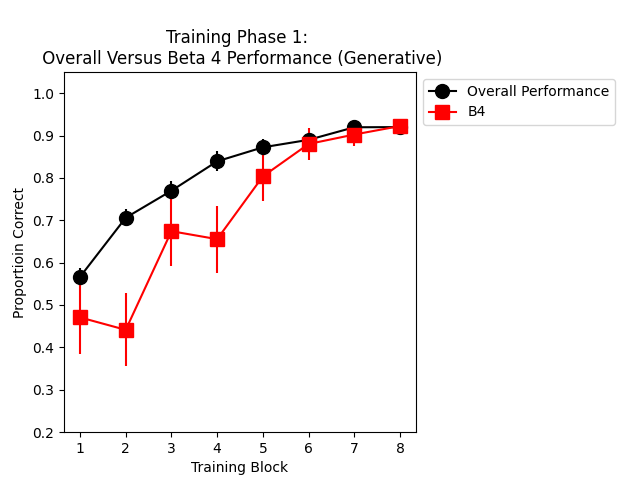 Training Phase 1:
Overall Versus Beta 4 Performance (Generative)
Overall Performance
B4
1.0
0.9
0.8
0.7
0.6
0.5
0.4
0.3
0.2
Proportioin Correct
1 2 3 4 5 6 7 8
Training Block